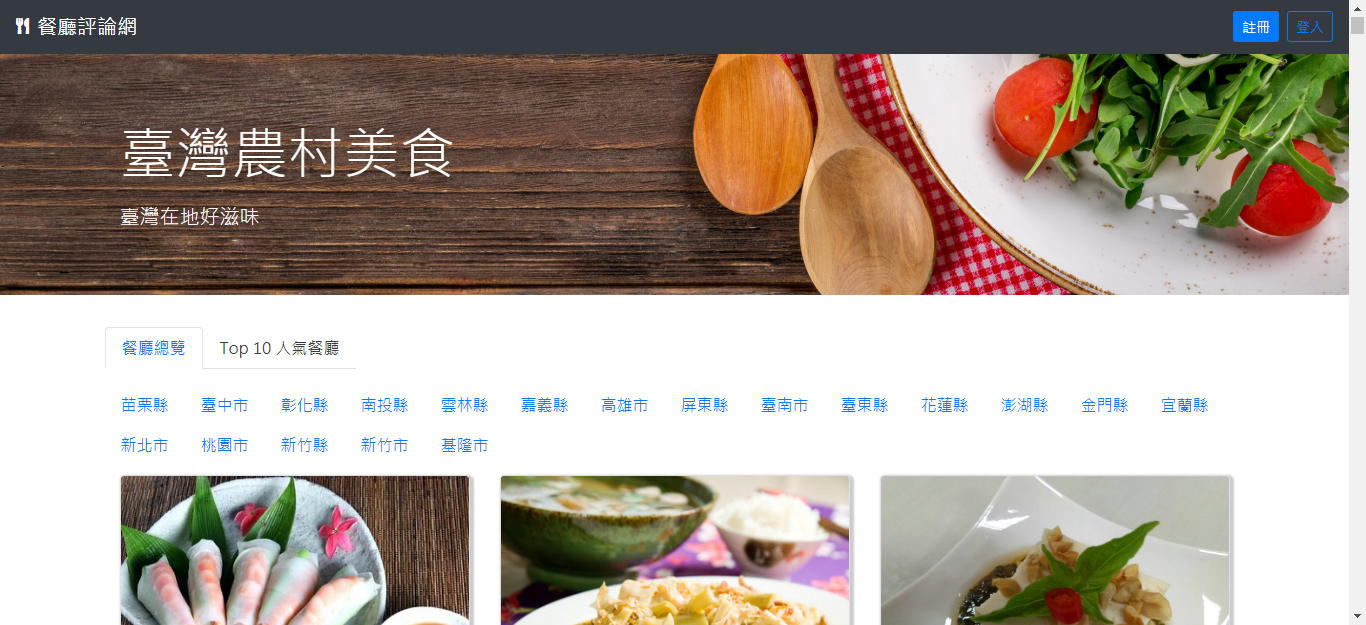 餐廳評論網
註冊 登入
臺灣農村美食
臺灣在地好滋味
餐廳總覽 Top 10 人氣餐廳
苗栗縣 臺中市 彰化縣 南投縣 雲林縣 嘉義縣 高雄市 屏東縣 臺南市 臺東縣 花蓮縣 澎湖縣 金門縣 宜蘭縣
新北市 桃園市 新竹縣 新竹市 基隆市